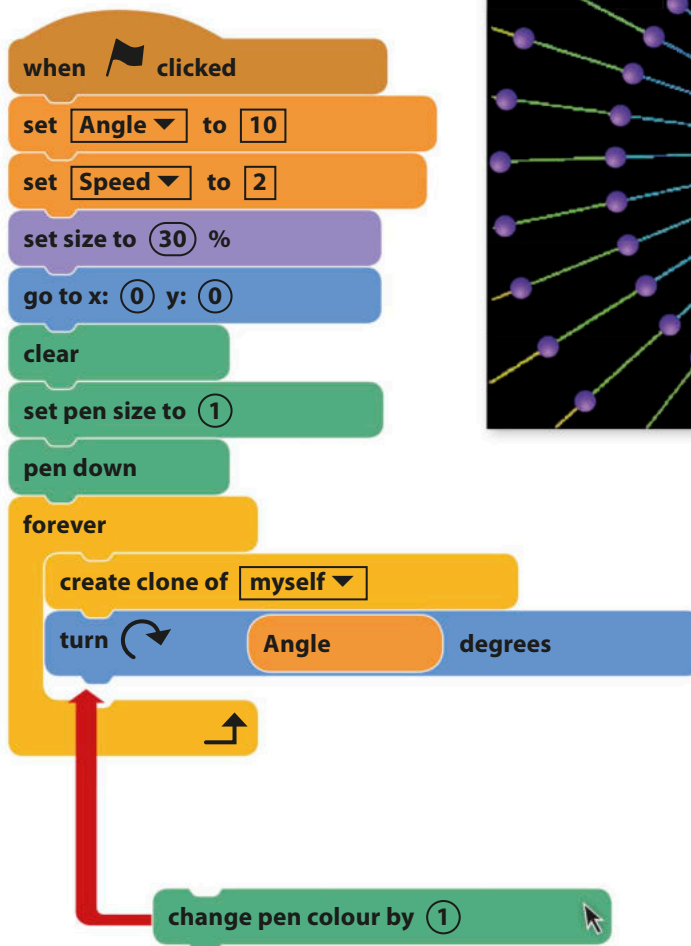 when clicked
set Angle to 10
set Speed to 2
set size to 30 %
go to x: 0 y: 0
clear
set pen size to 1
pen down
forever
create clone of myself
turn Angle degrees
change pen colour by 1